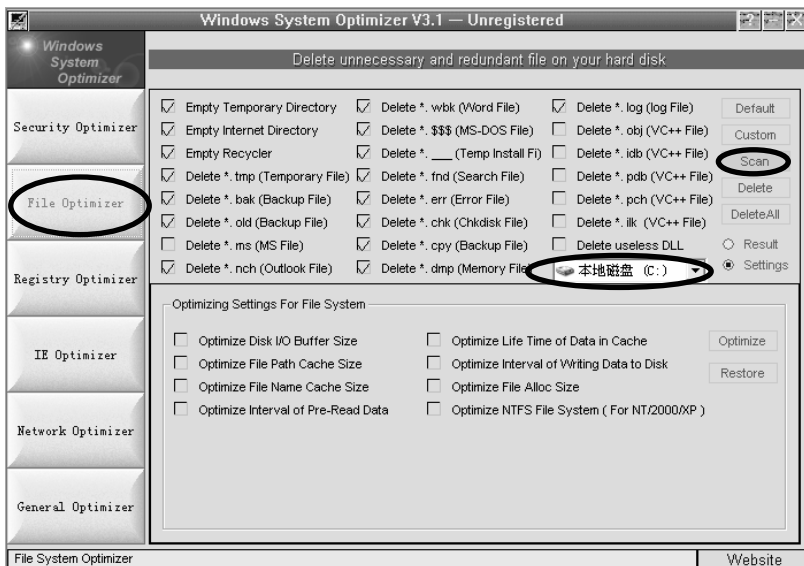 Windows System Optimizer V3.1 — Unregistered
Windows
System
Optimizer
Delete unnecessary and redundant file on your hard disk
Security Optimizer
File Optimizer
Registry Optimizer
IE Optimizer
Network Optimizer
General Optimizer
Empty Temporary Directory
Empty Internet Directory
Empty Recycler
Delete *. tmp (Temporary File)
Delete *. bak (Backup File)
Delete *. old (Backup File)
Delete *. ms (MS File)
Delete *. nch (Outlook File)
Delete *. wbk (Word File)
Delete *. $$$ (MS-DOS File)
Delete *. ___ (Temp Install Fi)
Delete *. fnd (Search File)
Delete *. err (Error File)
Delete *. chk (Chkdisk File)
Delete *. cpy (Backup File)
Delete *. dmp (Memory File)
Delete *. log (log File)
Delete *. obj (VC++ File)
Delete *. idb (VC++ File)
Delete *. pdb (VC++ File)
Delete *. pch (VC++ File)
Delete *. ilk (VC++ File)
Delete useless DLL
本地磁盘 (C:)
Default
Custom
Scan
Delete
DeleteAll
Result
Settings
Optimizing Settings For File System
Optimize Disk I/O Buffer Size
Optimize File Path Cache Size
Optimize File Name Cache Size
Optimize Interval of Pre-Read Data
Optimize Life Time of Data in Cache
Optimize Interval of Writing Data to Disk
Optimize File Alloc Size
Optimize NTFS File System ( For NT/2000/XP )
Optimize
Restore
File System Optimizer
Website